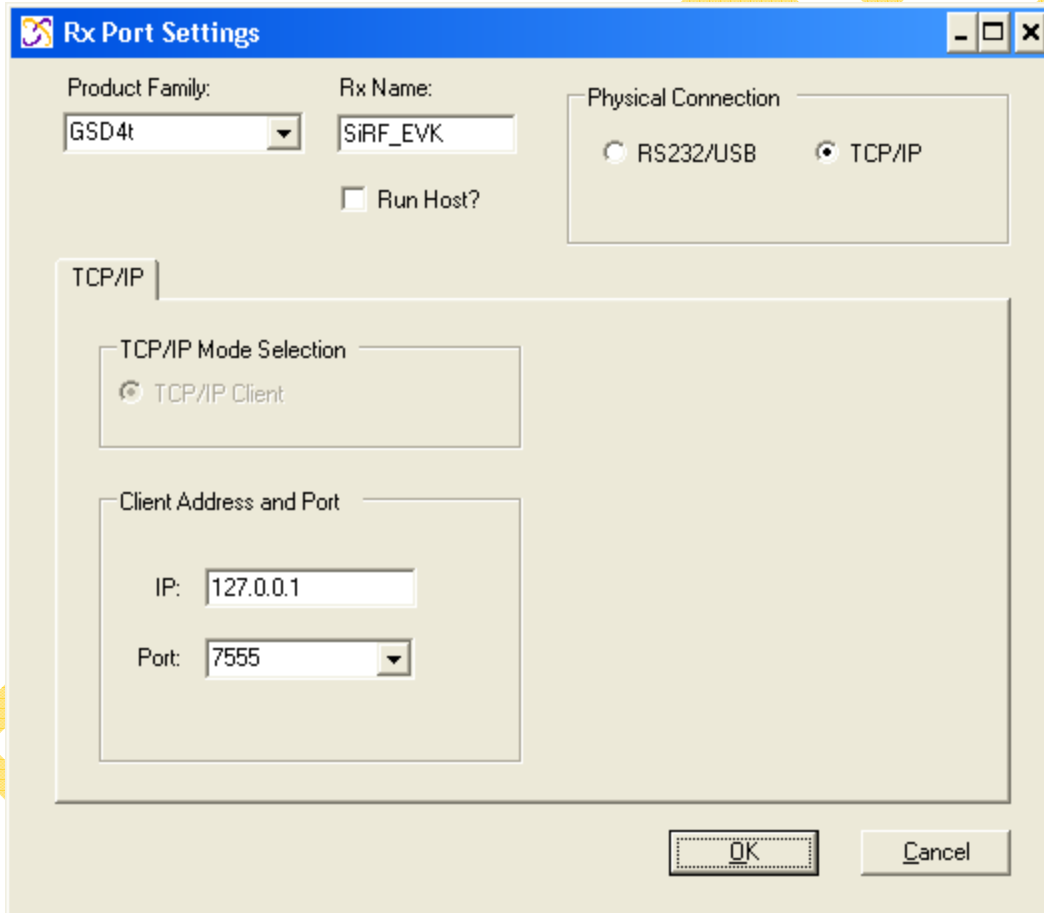 Rx Port Settings
Product Family:
Rx Name:
Physical Connection
GSD4t
SiRF_EVK
RS232/USB
TCP/IP
Run Host?
TCP/IP
TCP/IP Mode Selection
TCP/IP Client
Client Address and Port
IP: 127.0.0.1
Port: 7555
OK
Cancel